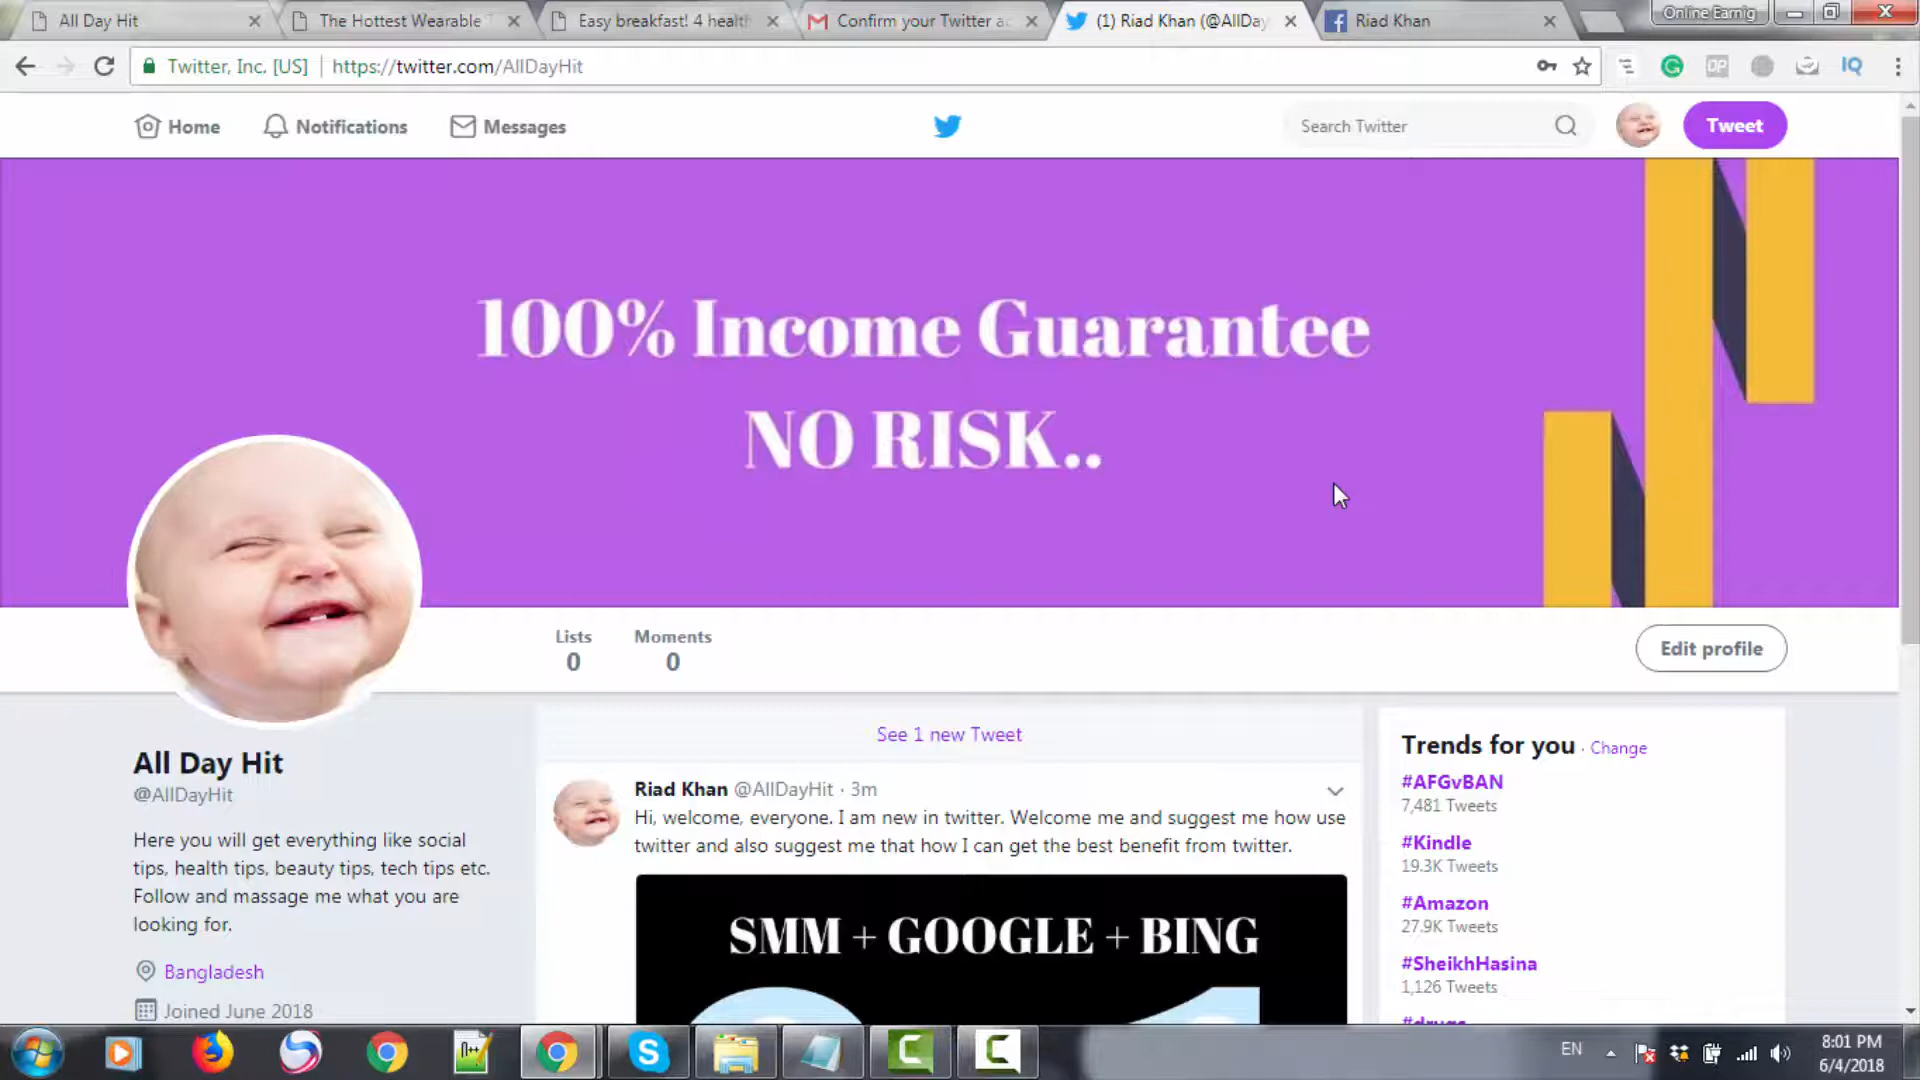 All Day Hit
The Hottest Wearable
Easy breakfast! 4 health
Confirm your Twitter ac
(1) Riad Khan (@AllDay
Riad Khan
Online Earnig
Twitter, Inc. [US]
https://twitter.com/AllDayHit
IQ
Home
Notifications
Messages
Search Twitter
Tweet
100% Income Guarantee
NO RISK..
Lists
0
Moments
0
Edit profile
All Day Hit
@AllDayHit
Here you will get everything like social
tips, health tips, beauty tips, tech tips etc.
Follow and massage me what you are
looking for.
Bangladesh
Joined June 2018
See 1 new Tweet
Riad Khan @AllDayHit · 3m
Hi, welcome, everyone. I am new in twitter. Welcome me and suggest me how use
twitter and also suggest me that how I can get the best benefit from twitter.
SMM + GOOGLE + BING
Trends for you · Change
#AFGvBAN
7,481 Tweets
#Kindle
19.3K Tweets
#Amazon
27.9K Tweets
#SheikhHasina
1,126 Tweets
#drugs
EN
8:01 PM
6/4/2018